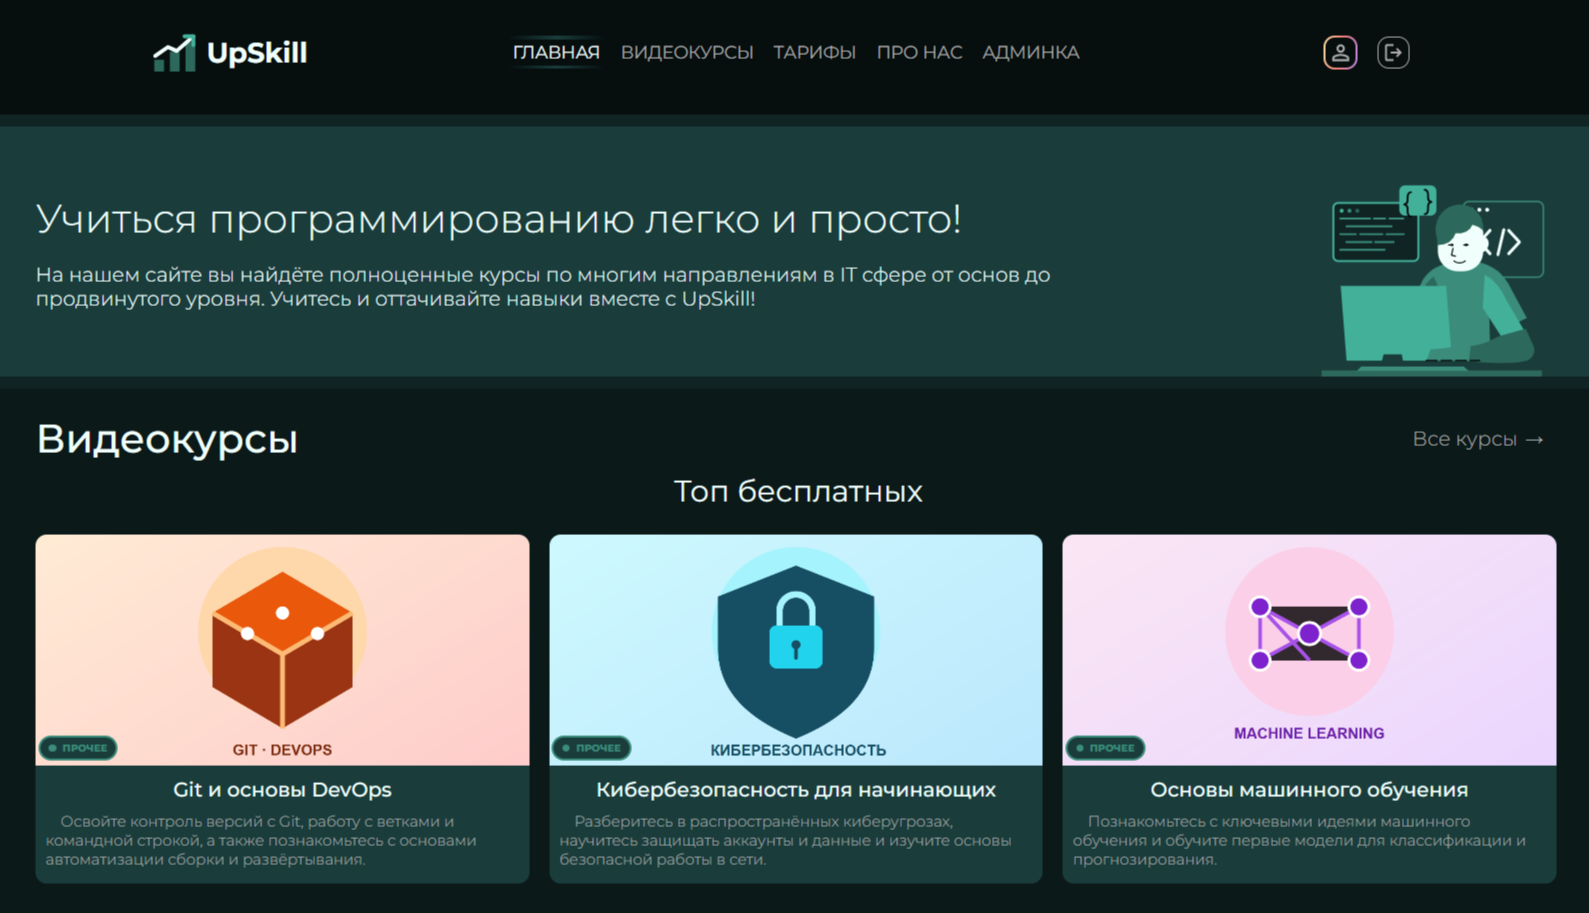 UpSkill
ГЛАВНАЯ ВИДЕОКУРСЫ ТАРИФЫ ПРО НАС АДМИНКА
Учиться программированию легко и просто!
На нашем сайте вы найдёте полноценные курсы по многим направлениям в IT сфере от основ до
продвинутого уровня. Учитесь и оттачивайте навыки вместе с UpSkill!
{ }
</>
Видеокурсы
Все курсы →
Топ бесплатных
ПРОЧЕЕ
GIT · DEVOPS
Git и основы DevOps
Освойте контроль версий с Git, работу с ветками и
командной строкой, а также познакомьтесь с основами
автоматизации сборки и развёртывания.
ПРОЧЕЕ
КИБЕРБЕЗОПАСНОСТЬ
Кибербезопасность для начинающих
Разберитесь в распространённых киберугрозах,
научитесь защищать аккаунты и данные и изучите основы
безопасной работы в сети.
ПРОЧЕЕ
MACHINE LEARNING
Основы машинного обучения
Познакомьтесь с ключевыми идеями машинного
обучения и обучите первые модели для классификации и
прогнозирования.